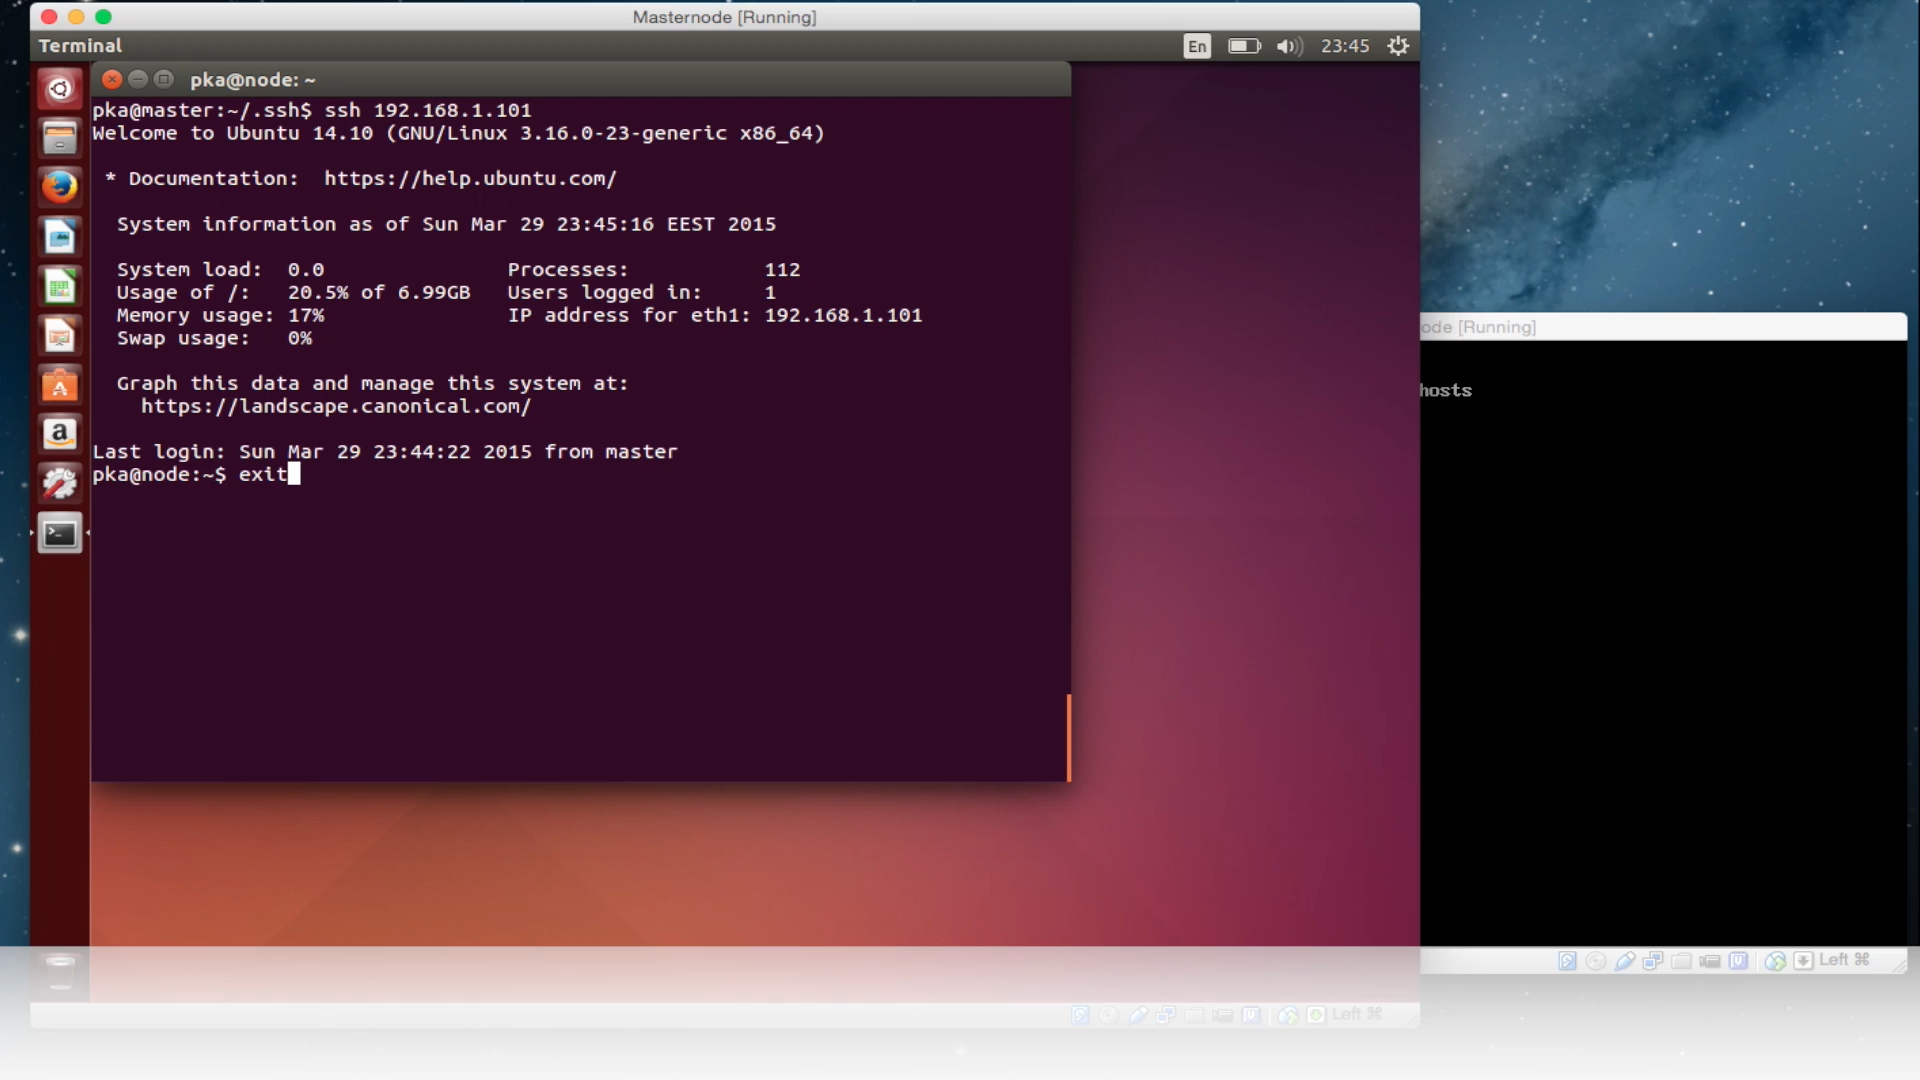 Masternode [Running]
Terminal
En
23:45
pka@node: ~
pka@master:~/.ssh$ ssh 192.168.1.101
Welcome to Ubuntu 14.10 (GNU/Linux 3.16.0-23-generic x86_64)
* Documentation:  https://help.ubuntu.com/
System information as of Sun Mar 29 23:45:16 EEST 2015
System load:  0.0               Processes:           112
Usage of /:   20.5% of 6.99GB   Users logged in:     1
Memory usage: 17%               IP address for eth1: 192.168.1.101
Swap usage:   0%
Graph this data and manage this system at:
https://landscape.canonical.com/
Last login: Sun Mar 29 23:44:22 2015 from master
pka@node:~$ exit
ode [Running]
hosts
Left ⌘
Left ⌘